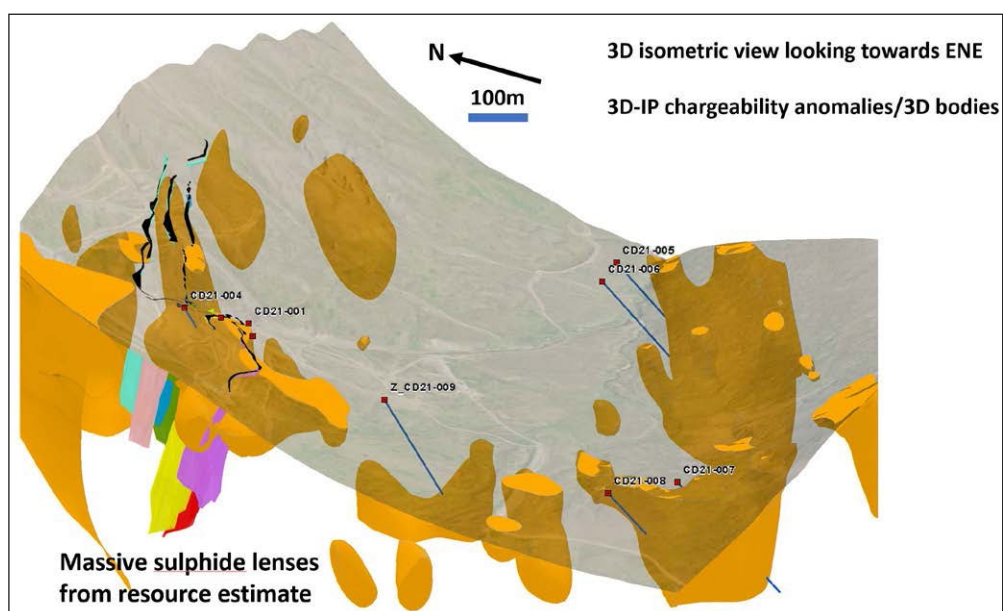 3D isometric view looking towards ENE
N
100m
3D-IP chargeability anomalies/3D bodies
CD21-005
CD21-006
CD21-004
CD21-001
Z_CD21-009
CD21-007
CD21-008
Massive sulphide lenses
from resource estimate